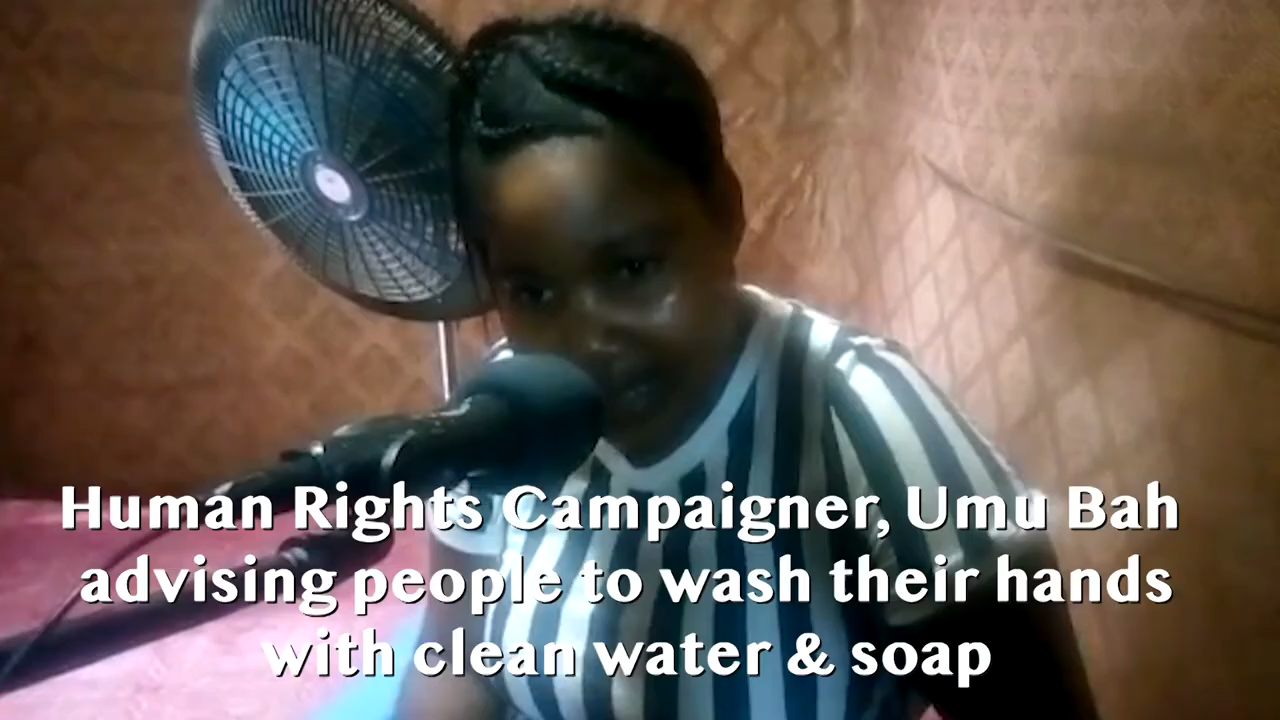 Human Rights Campaigner, Umu Bah
advising people to wash their hands
with clean water & soap